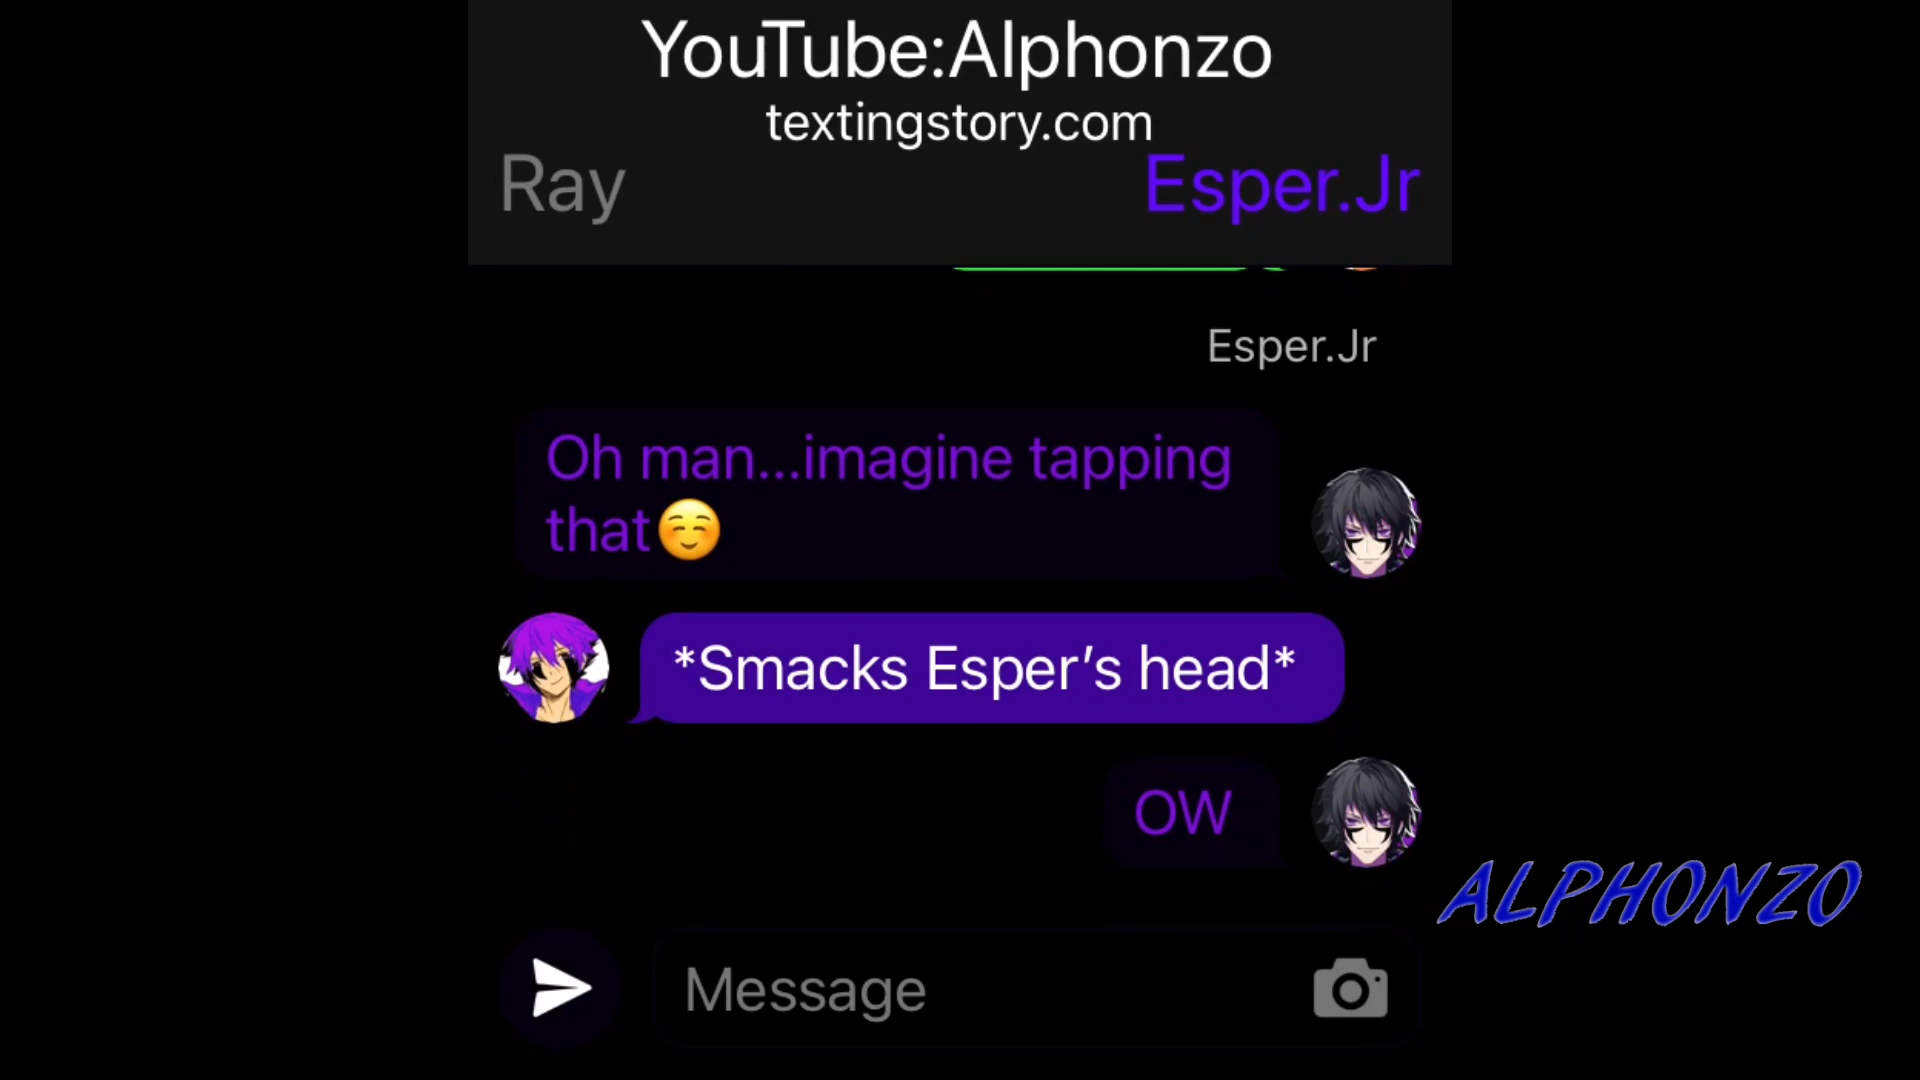 YouTube:Alphonzo
textingstory.com
Ray
Esper.Jr
Esper.Jr
Oh man...imagine tapping
that☺️
*Smacks Esper’s head*
OW
ALPHONZO
Message